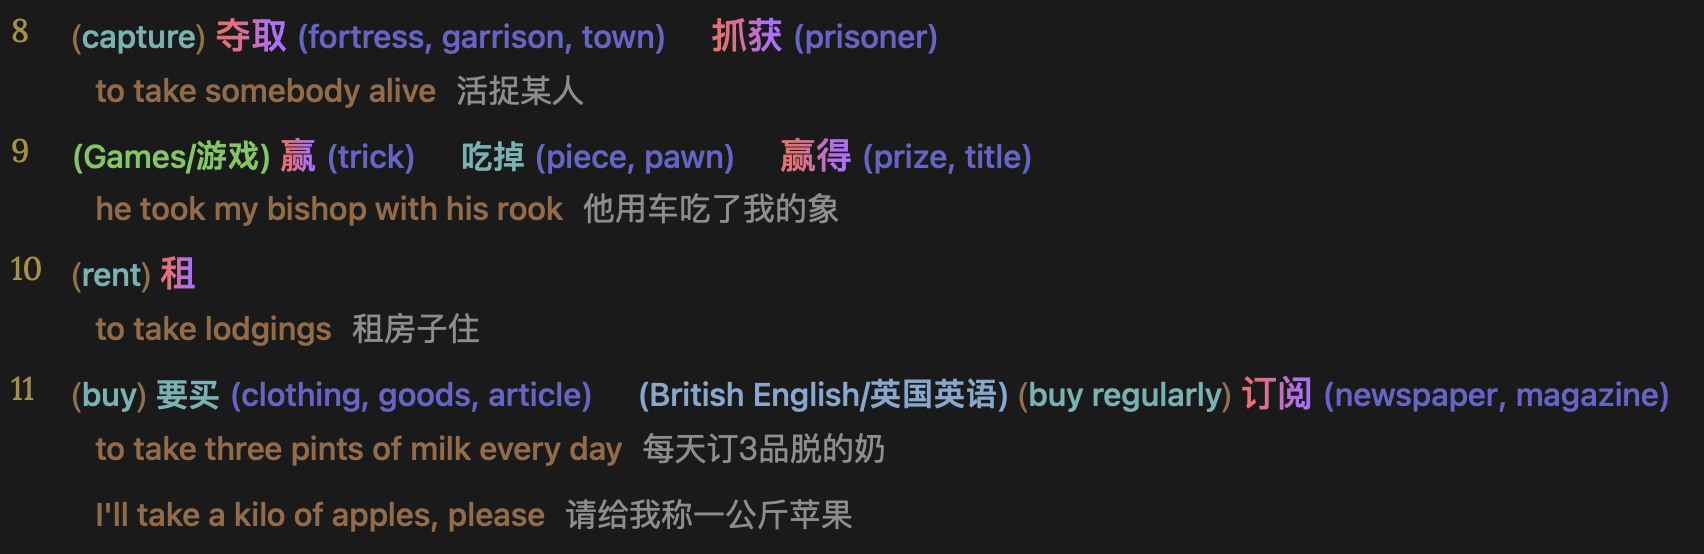 8 (capture) 夺取 (fortress, garrison, town) 抓获 (prisoner)
to take somebody alive 活捉某人
9 (Games/游戏) 赢 (trick) 吃掉 (piece, pawn) 赢得 (prize, title)
he took my bishop with his rook 他用车吃了我的象
10 (rent) 租
to take lodgings 租房子住
11 (buy) 要买 (clothing, goods, article) (British English/英国英语) (buy regularly) 订阅 (newspaper, magazine)
to take three pints of milk every day 每天订3品脱的奶
I'll take a kilo of apples, please 请给我称一公斤苹果